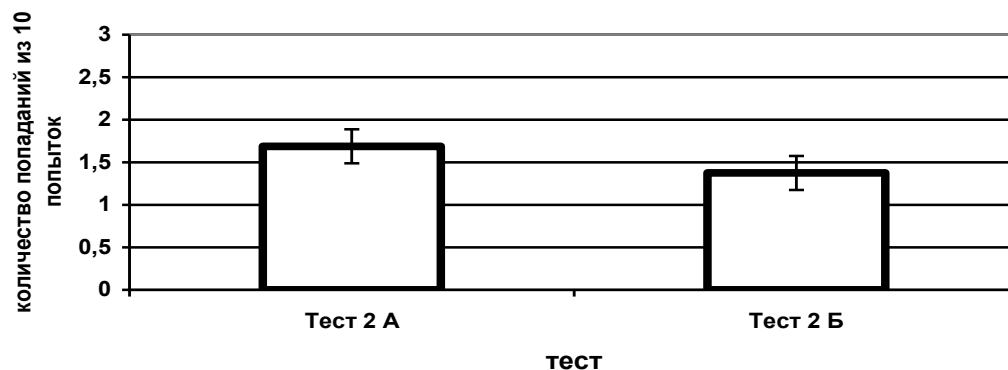 количество попаданий из 10
попыток
3
2,5
2
1,5
1
0,5
0
Тест 2 А
Тест 2 Б
тест